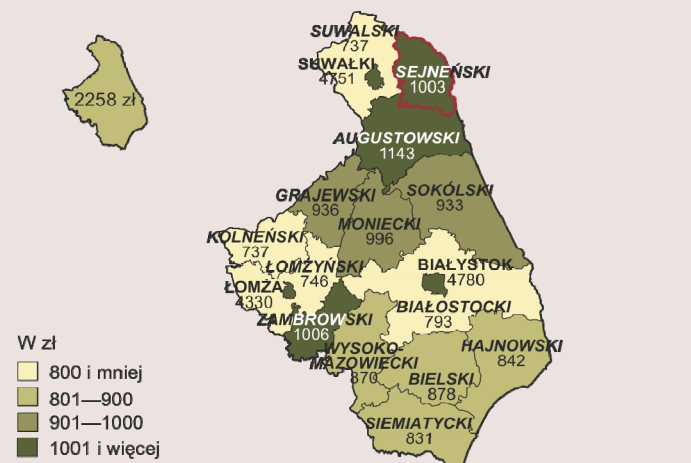 SUWALSKI
737
SUWAŁKI
4751
SEJNEŃSKI
1003
2258 zł
AUGUSTOWSKI
1143
GRAJEWSKI
936
SOKÓLSKI
933
MONIECKI
996
KOLNEŃSKI
737
ŁOMŻYŃSKI
746
BIAŁYSTOK
4780
ŁOMŻA
4330
BIAŁOSTOCKI
793
ZAMBROWSKI
1006
WYSOKO-
MAZOWIECKI
870
HAJNOWSKI
842
BIELSKI
878
SIEMIATYCKI
831
W zł
800 i mniej
801—900
901—1000
1001 i więcej